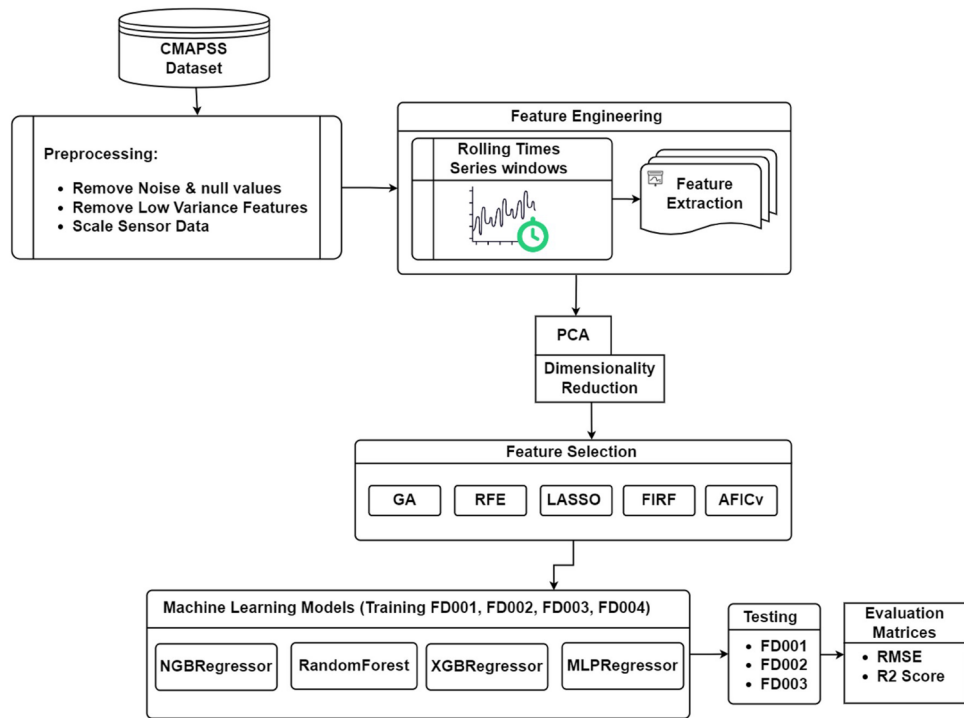 CMAPSS
Dataset
Preprocessing:
Remove Noise & null values
Remove Low Variance Features
Scale Sensor Data
Feature Engineering
Rolling Times
Series windows
Feature
Extraction
PCA
Dimensionality
Reduction
Feature Selection
GA
RFE
LASSO
FIRF
AFICv
Machine Learning Models (Training FD001, FD002, FD003, FD004)
NGBRegressor
RandomForest
XGBRegressor
MLPRegressor
Testing
FD001
FD002
FD003
Evaluation
Matrices
RMSE
R2 Score